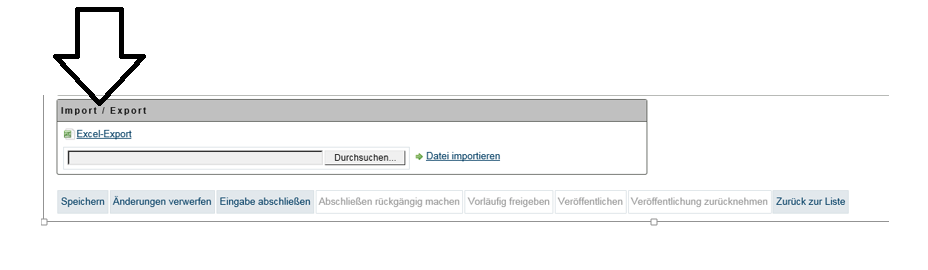 Import / Export
Excel-Export
Durchsuchen... Datei importieren
Speichern Änderungen verwerfen Eingabe abschließen Abschließen rückgängig machen Vorläufig freigeben Veröffentlichen Veröffentlichung zurücknehmen Zurück zur Liste